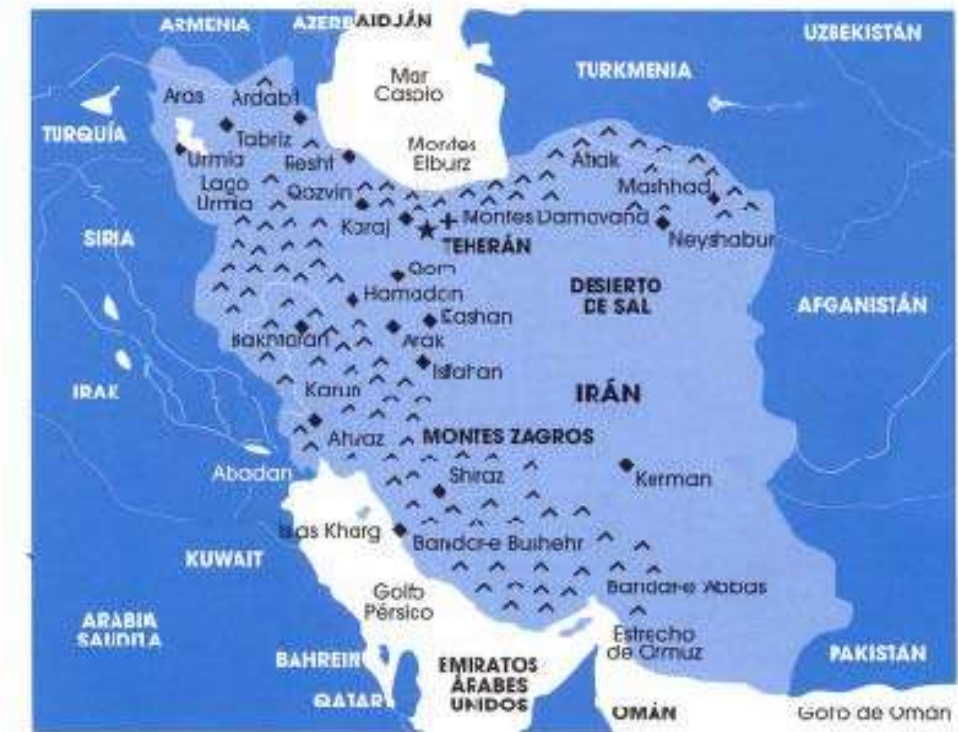 ARMENIA
AZERBAIDJÁN
UZBEKISTÁN
Mar
Caspio
TURKMENIA
Aras
Ardabil
TURQUÍA
Tabriz
Montes
Elburz
Atrak
Urmia
Resht
Mashhad
Lago
Urmia
Qazvin
Karaj
Montes Damavand
Neyshabur
SIRIA
TEHERÁN
Qom
DESIERTO
DE SAL
Hamadan
AFGANISTÁN
Kashan
Bakhtaran
Arak
Isfahan
IRAK
Karun
IRÁN
Ahvaz
MONTES ZAGROS
Abadan
Shiraz
Kerman
Islas Kharg
Bandar-e Bushehr
KUWAIT
Golfo
Pérsico
Bandar-e Abbas
ARABIA
SAUDITA
Estrecho
de Ormuz
BAHREIN
EMIRATOS
ÁRABES
UNIDOS
PAKISTÁN
QATAR
OMÁN
Golfo de Omán